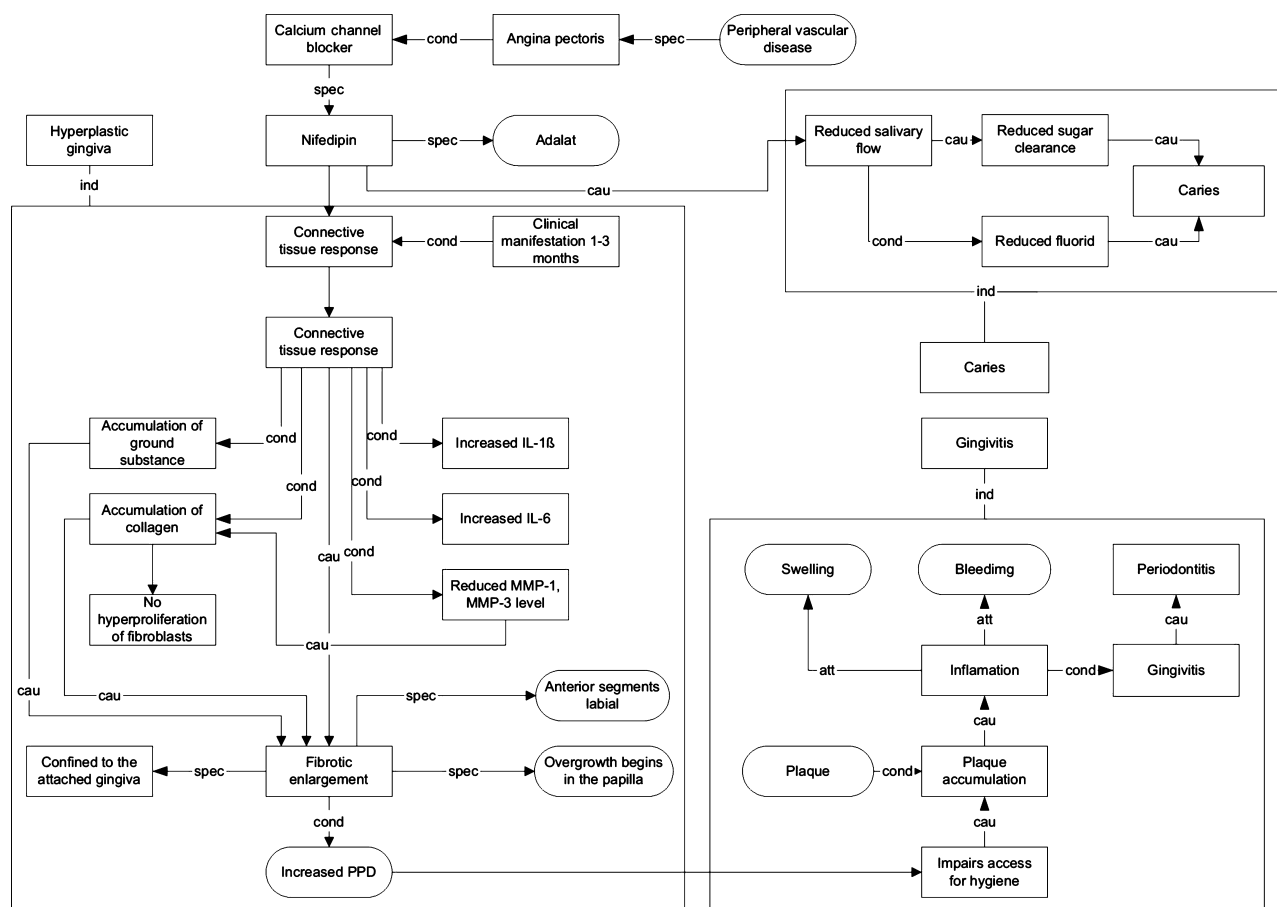 Calcium channel
blocker
cond
Angina pectoris
spec
Peripheral vascular
disease
spec
Hyperplastic
gingiva
Nifedipin
spec
Adalat
Reduced salivary
flow
cau
Reduced sugar
clearance
cau
ind
cau
Caries
Connective
tissue response
cond
Clinical
manifestation 1-3
months
cond
Reduced fluorid
cau
ind
Connective
tissue response
Caries
Accumulation of
ground
substance
cond
cond
Increased IL-1ß
Gingivitis
cond
ind
Accumulation of
collagen
cond
Increased IL-6
cau
cond
Swelling
Bleedimg
Periodontitis
No
hyperproliferation
of fibroblasts
Reduced MMP-1,
MMP-3 level
att
cau
cau
att
Inflamation
cond
Gingivitis
cau
cau
spec
Anterior segments
labial
cau
Confined to the
attached gingiva
spec
Fibrotic
enlargement
spec
Overgrowth begins
in the papilla
Plaque
cond
Plaque
accumulation
cond
cau
Increased PPD
Impairs access
for hygiene